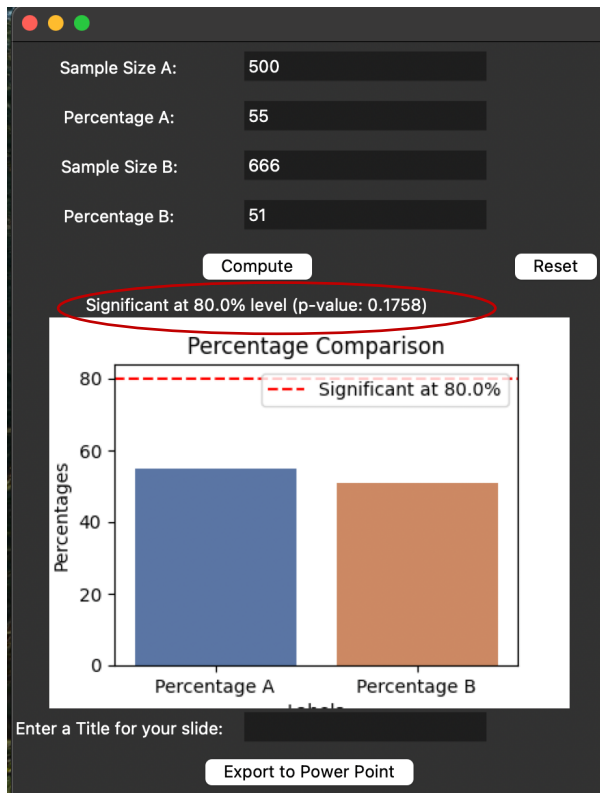 Sample Size A: 500
Percentage A: 55
Sample Size B: 666
Percentage B: 51
Compute Reset
Significant at 80.0% level (p-value: 0.1758)
Percentage Comparison
Significant at 80.0%
Percentages
80
60
40
20
0
Percentage A Percentage B
Enter a Title for your slide:
Export to Power Point